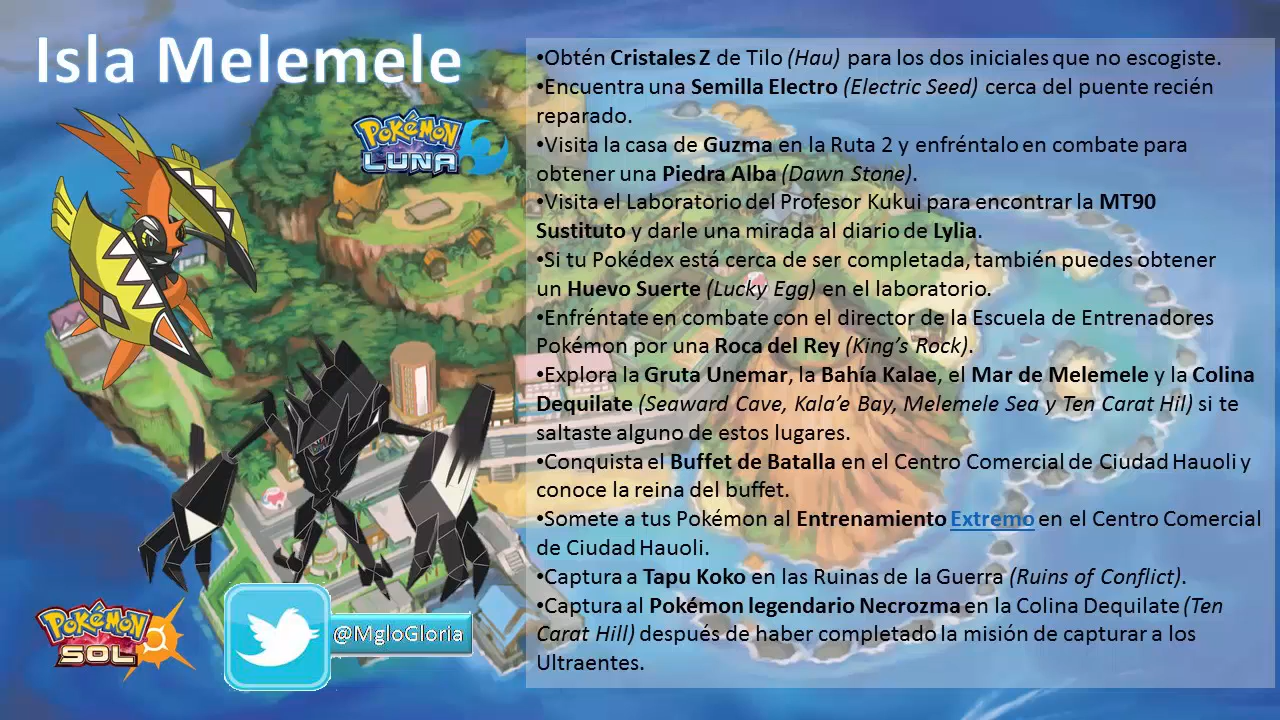 Isla Melemele
POKéMON
LUNA
•Obtén Cristales Z de Tilo (Hau) para los dos iniciales que no escogiste.
•Encuentra una Semilla Electro (Electric Seed) cerca del puente recién
reparado.
•Visita la casa de Guzma en la Ruta 2 y enfréntalo en combate para
obtener una Piedra Alba (Dawn Stone).
•Visita el Laboratorio del Profesor Kukui para encontrar la MT90
Sustituto y darle una mirada al diario de Lylia.
•Si tu Pokédex está cerca de ser completada, también puedes obtener
un Huevo Suerte (Lucky Egg) en el laboratorio.
•Enfréntate en combate con el director de la Escuela de Entrenadores
Pokémon por una Roca del Rey (King’s Rock).
•Explora la Gruta Unemar, la Bahía Kalae, el Mar de Melemele y la Colina
Dequilate (Seaward Cave, Kala’e Bay, Melemele Sea y Ten Carat Hil) si te
saltaste alguno de estos lugares.
•Conquista el Buffet de Batalla en el Centro Comercial de Ciudad Hauoli y
conoce la reina del buffet.
•Somete a tus Pokémon al Entrenamiento Extremo en el Centro Comercial
de Ciudad Hauoli.
•Captura a Tapu Koko en las Ruinas de la Guerra (Ruins of Conflict).
•Captura al Pokémon legendario Necrozma en la Colina Dequilate (Ten
Carat Hill) después de haber completado la misión de capturar a los
Ultraentes.
POKéMON
SOL
@MgloGloria